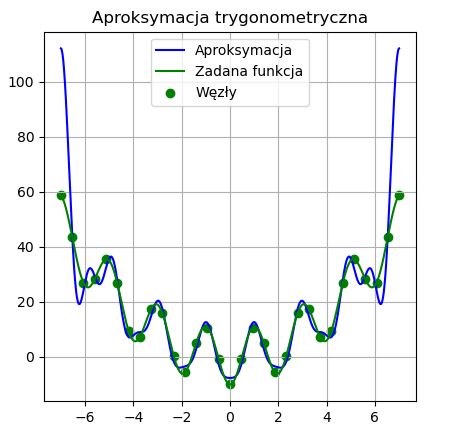 Aproksymacja trygonometryczna
Aproksymacja
Zadana funkcja
Węzły
100
80
60
40
20
0
−6 −4 −2 0 2 4 6